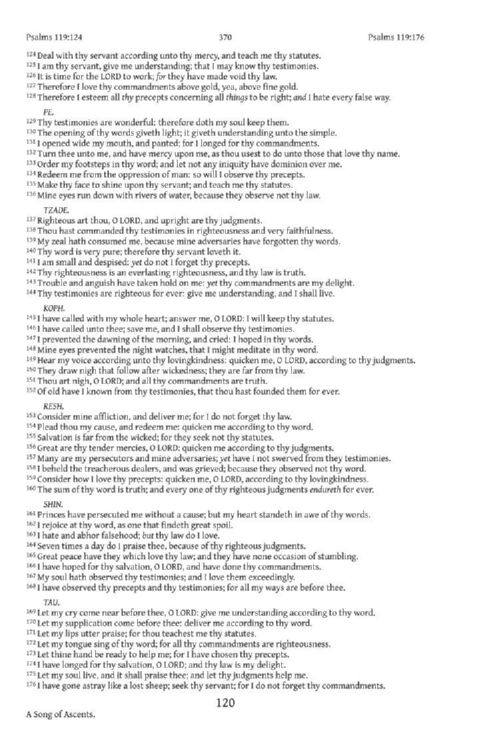 Psalms 119:124 370 Psalms 119:176
124 Deal with thy servant according unto thy mercy, and teach me thy statutes.
125 I am thy servant, give me understanding; that I may know thy testimonies.
126 It is time for the LORD to work; for they have made void thy law.
127 Therefore I love thy commandments above gold, yea, above fine gold.
128 Therefore I esteem all thy precepts concerning all things to be right; and I hate every false way.
PE.
129 Thy testimonies are wonderful: therefore doth my soul keep them.
130 The opening of thy words giveth light; it giveth understanding unto the simple.
131 I opened wide my mouth, and panted; for I longed for thy commandments.
132 Turn thee unto me, and have mercy upon me, as thou usest to do unto those that love thy name.
133 Order my footsteps in thy word; and let not any iniquity have dominion over me.
134 Redeem me from the oppression of man: so will I observe thy precepts.
135 Make thy face to shine upon thy servant; and teach me thy statutes.
136 Mine eyes run down with rivers of water, because they observe not thy law.
TZADE.
137 Righteous art thou, O LORD, and upright are thy judgments.
138 Thou hast commanded thy testimonies in righteousness and very faithfulness.
139 My zeal hath consumed me, because mine adversaries have forgotten thy words.
140 Thy word is very pure; therefore thy servant loveth it.
141 I am small and despised: yet do not I forget thy precepts.
142 Thy righteousness is an everlasting righteousness, and thy law is truth.
143 Trouble and anguish have taken hold on me: yet thy commandments are my delight.
144 Thy testimonies are righteous for ever: give me understanding, and I shall live.
KOPH.
145 I have called with my whole heart; answer me, O LORD: I will keep thy statutes.
146 I have called unto thee; save me, and I shall observe thy testimonies.
147 I prevented the dawning of the morning, and cried: I hoped in thy words.
148 Mine eyes prevented the night watches, that I might meditate in thy word.
149 Hear my voice according unto thy lovingkindness: quicken me, O LORD, according to thy judgments.
150 They draw nigh that follow after wickedness; they are far from thy law.
151 Thou art nigh, O LORD; and all thy commandments are truth.
152 Of old have I known from thy testimonies, that thou hast founded them for ever.
RESH.
153 Consider mine affliction, and deliver me; for I do not forget thy law.
154 Plead thou my cause, and redeem me: quicken me according to thy word.
155 Salvation is far from the wicked; for they seek not thy statutes.
156 Great are thy tender mercies, O LORD: quicken me according to thy judgments.
157 Many are my persecutors and mine adversaries; yet have I not swerved from thy testimonies.
158 I beheld the treacherous dealers, and was grieved; because they observed not thy word.
159 Consider how I love thy precepts: quicken me, O LORD, according to thy lovingkindness.
160 The sum of thy word is truth; and every one of thy righteous judgments endureth for ever.
SHIN.
161 Princes have persecuted me without a cause; but my heart standeth in awe of thy words.
162 I rejoice at thy word, as one that findeth great spoil.
163 I hate and abhor falsehood; but thy law do I love.
164 Seven times a day do I praise thee, because of thy righteous judgments.
165 Great peace have they which love thy law; and they have none occasion of stumbling.
166 I have hoped for thy salvation, O LORD, and have done thy commandments.
167 My soul hath observed thy testimonies; and I love them exceedingly.
168 I have observed thy precepts and thy testimonies; for all my ways are before thee.
TAU.
169 Let my cry come near before thee, O LORD: give me understanding according to thy word.
170 Let my supplication come before thee: deliver me according to thy word.
171 Let my lips utter praise; for thou teachest me thy statutes.
172 Let my tongue sing of thy word; for all thy commandments are righteousness.
173 Let thine hand be ready to help me; for I have chosen thy precepts.
174 I have longed for thy salvation, O LORD; and thy law is my delight.
175 Let my soul live, and it shall praise thee; and let thy judgments help me.
176 I have gone astray like a lost sheep; seek thy servant; for I do not forget thy commandments.
120
A Song of Ascents.